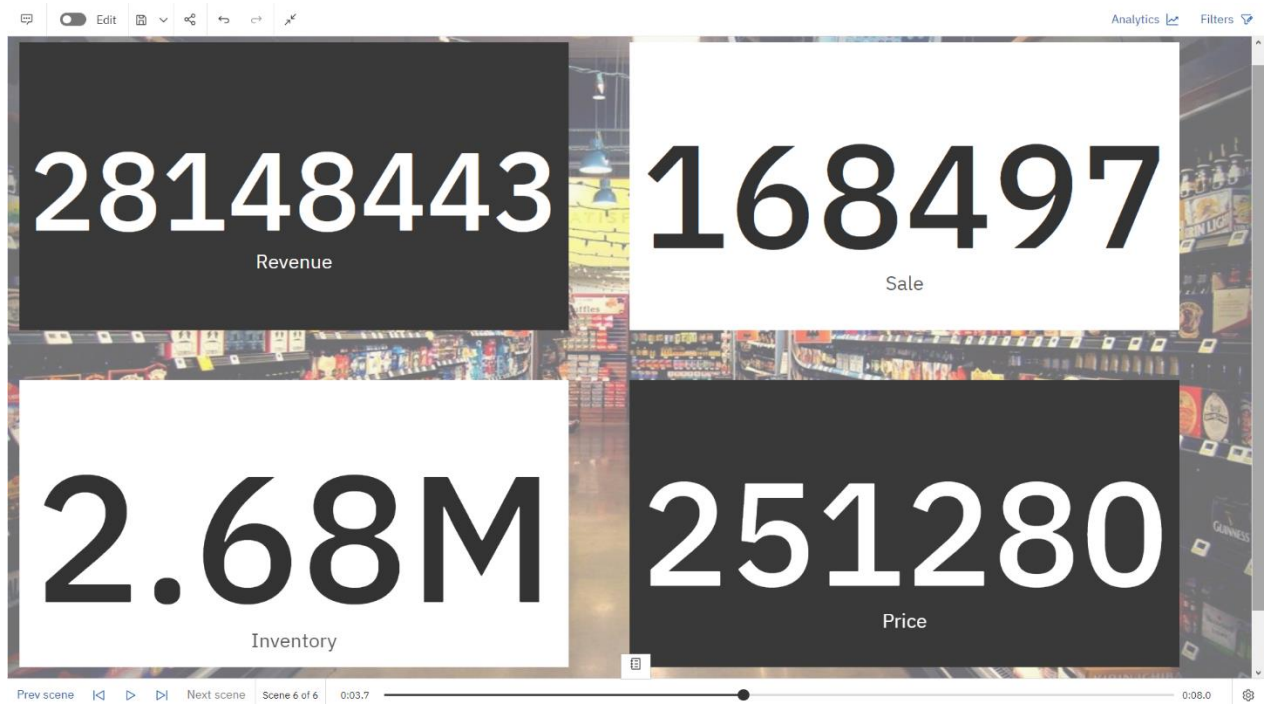 Edit
Analytics
Filters
28148443
Revenue
168497
Sale
2.68M
Inventory
251280
Price
GUINNESS
Prev scene
Next scene
Scene 6 of 6
0:03.7
0:08.0